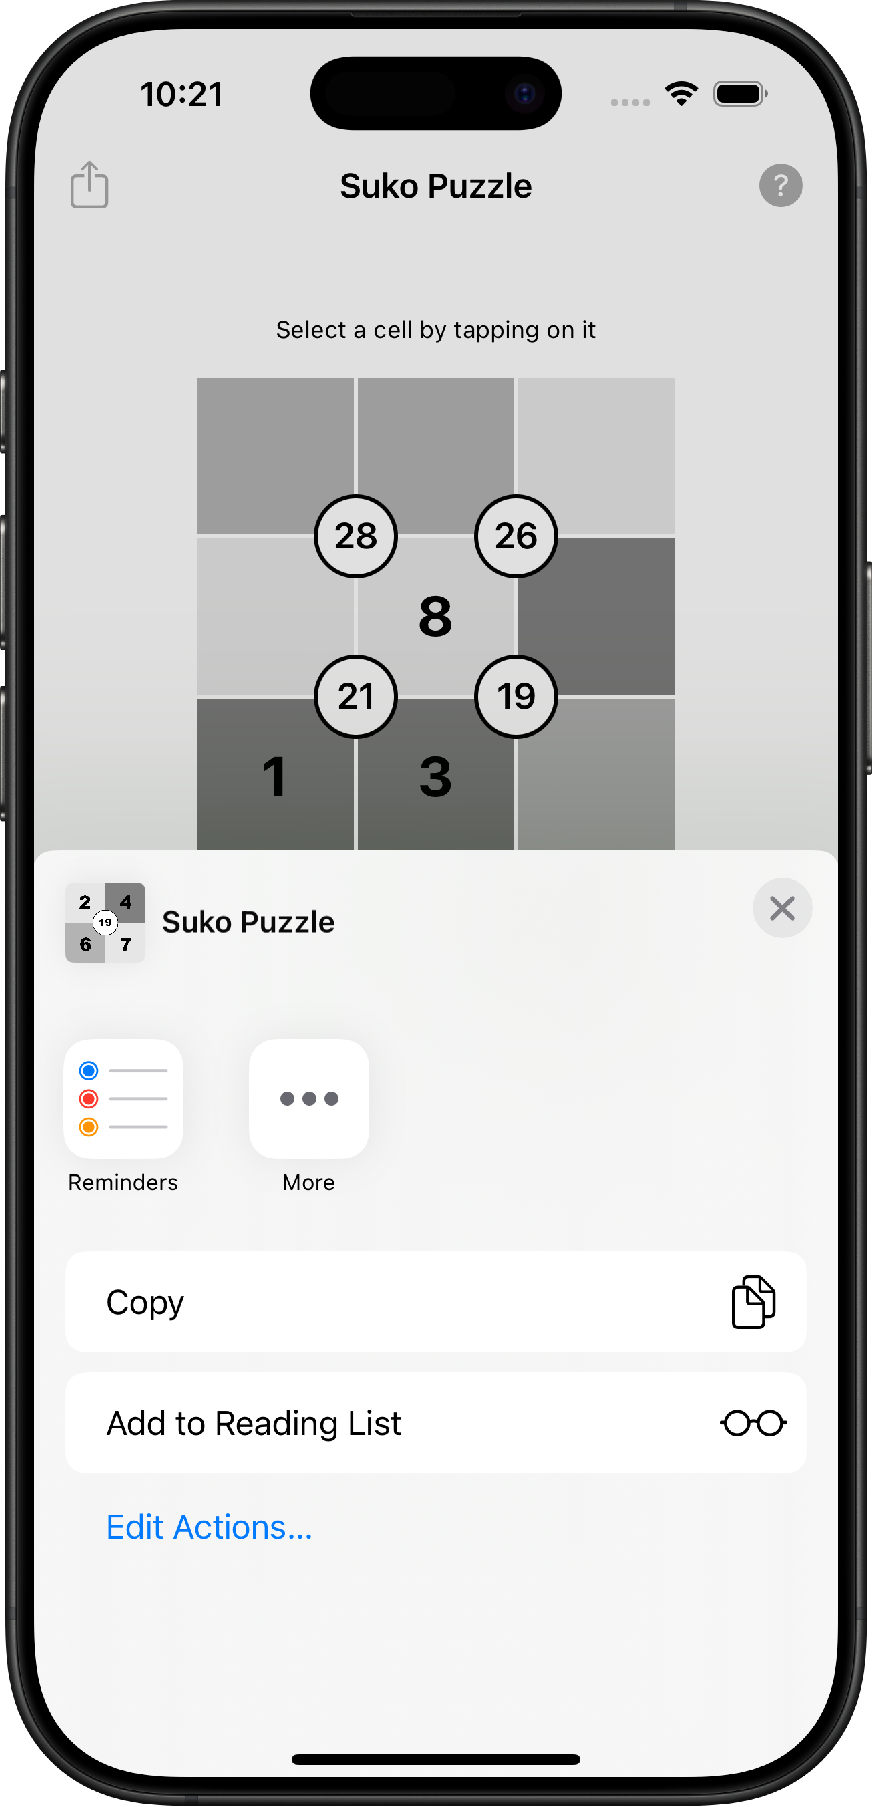 10:21
Suko Puzzle
?
Select a cell by tapping on it
28 26
8
21 19
1 3
2 4
19
6 7
Suko Puzzle
Reminders
More
Copy
Add to Reading List
Edit Actions...